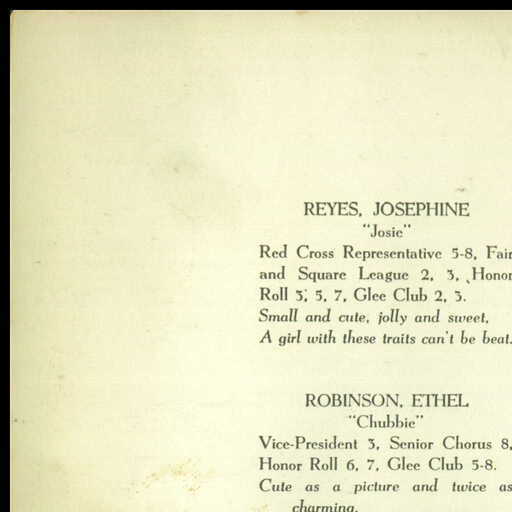 REYES, JOSEPHINE
"Josie"
Red Cross Representative 5-8, Fair
and Square League 2, 3, Honor
Roll 3, 5, 7, Glee Club 2, 3.
Small and cute, jolly and sweet,
A girl with these traits can't be beat.
ROBINSON, ETHEL
"Chubbie"
Vice-President 3, Senior Chorus 8,
Honor Roll 6, 7, Glee Club 5-8.
Cute as a picture and twice as
charming.